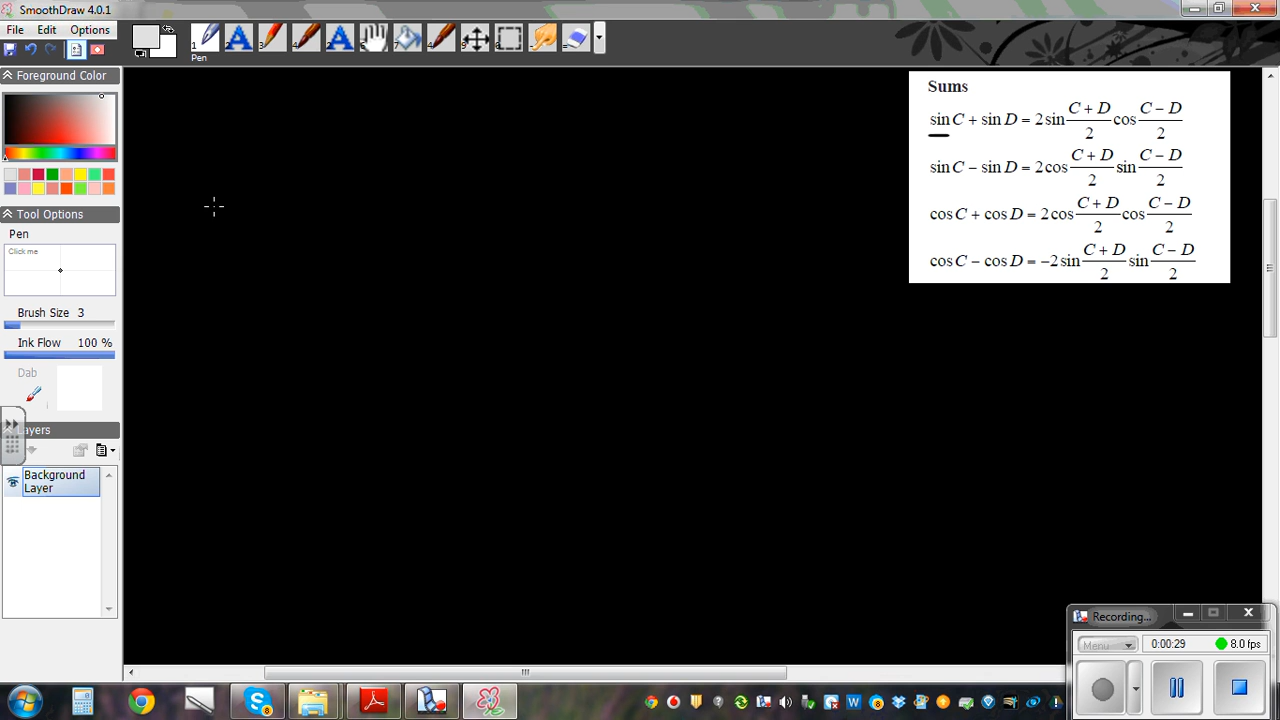 SmoothDraw 4.0.1
File Edit Options
Pen
Foreground Color
Tool Options
Pen
Click me
Brush Size 3
Ink Flow 100 %
Dab
Layers
Background
Layer
Sums
sin C + sin D = 2 sin (C + D)/2 cos (C − D)/2
sin C − sin D = 2 cos (C + D)/2 sin (C − D)/2
cos C + cos D = 2 cos (C + D)/2 cos (C − D)/2
cos C − cos D = −2 sin (C + D)/2 sin (C − D)/2
Recording...
Menu 0:00:29 8.0 fps